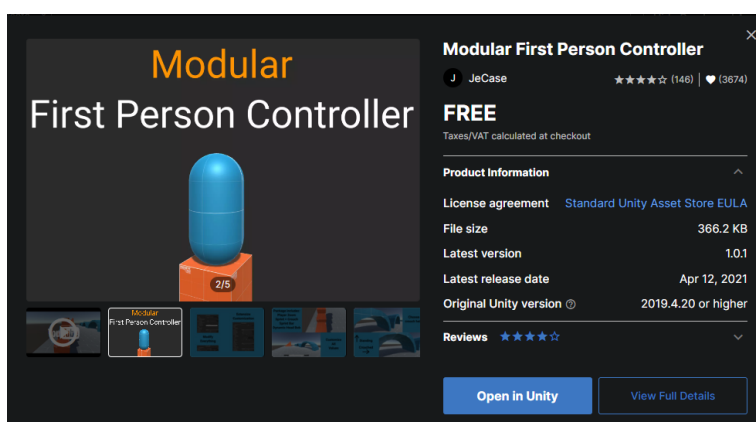 Modular
First Person Controller
2/5
Modular
First Person Controller
Modular First Person Controller
J JeCase ★★★★☆ (146) | ♥ (3674)
FREE
Taxes/VAT calculated at checkout
Product Information
License agreement Standard Unity Asset Store EULA
File size 366.2 KB
Latest version 1.0.1
Latest release date Apr 12, 2021
Original Unity version 2019.4.20 or higher
Reviews ★★★★☆
Open in Unity
View Full Details